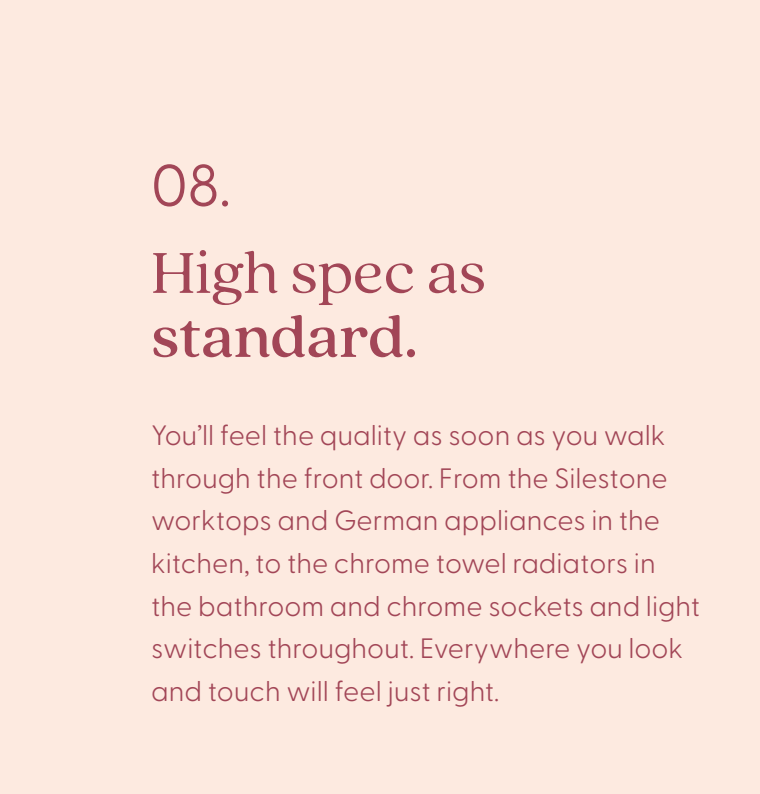 08.
High spec as
standard.
You’ll feel the quality as soon as you walk
through the front door. From the Silestone
worktops and German appliances in the
kitchen, to the chrome towel radiators in
the bathroom and chrome sockets and light
switches throughout. Everywhere you look
and touch will feel just right.